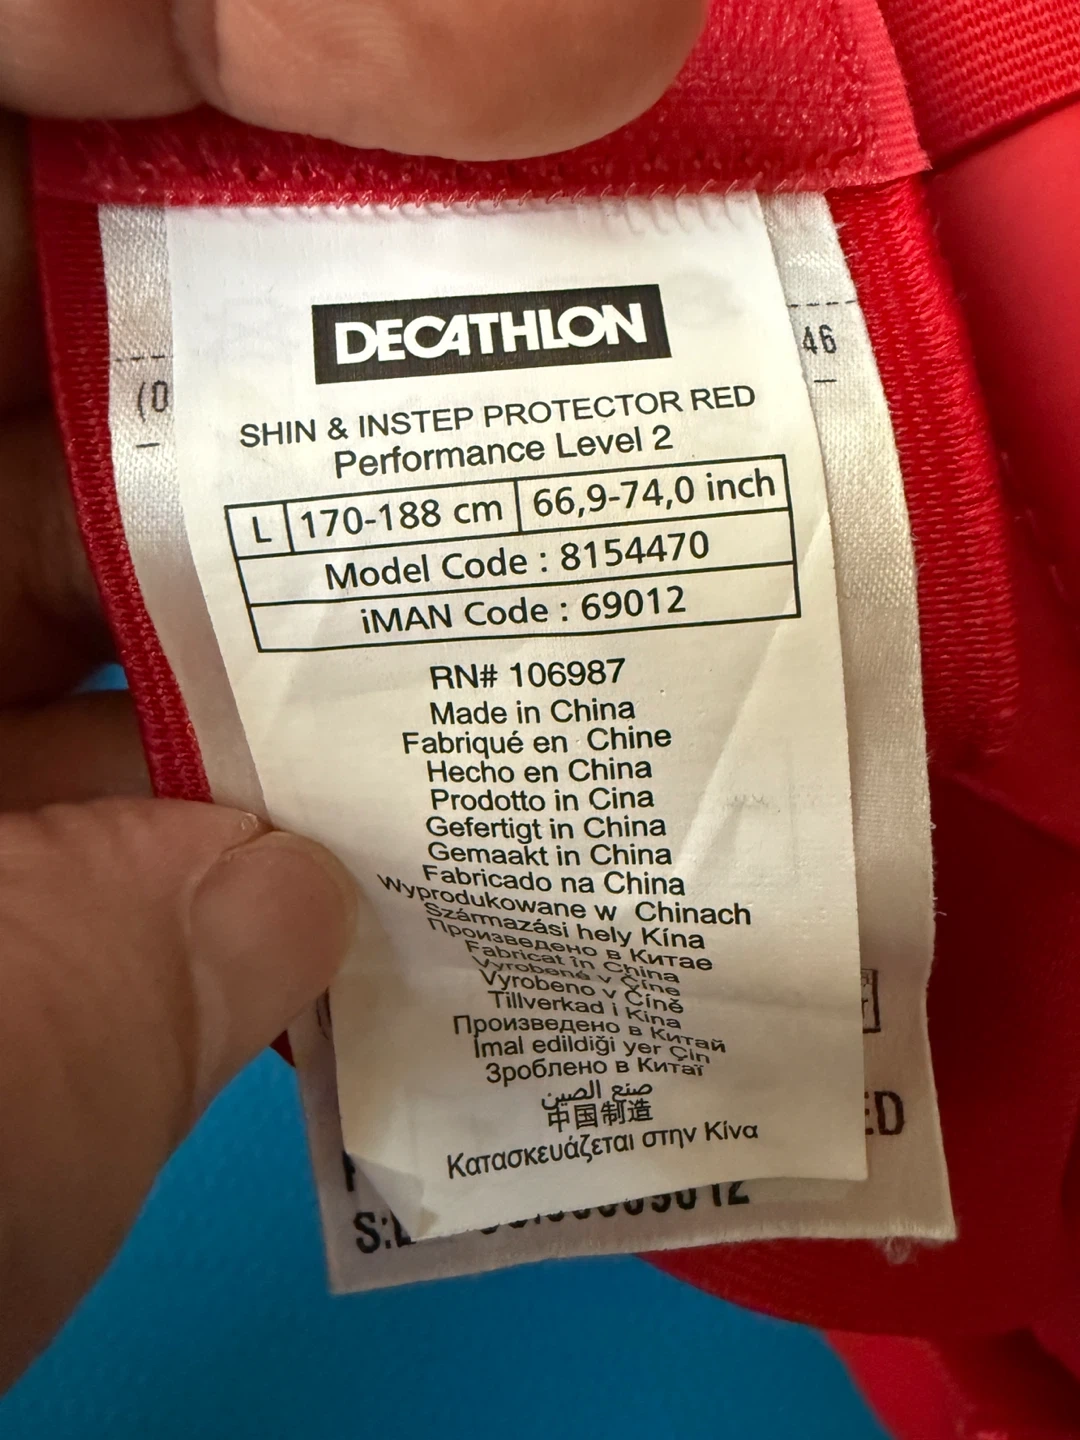 DECATHLON
SHIN & INSTEP PROTECTOR RED
Performance Level 2
L 170-188 cm 66,9-74,0 inch
Model Code : 8154470
iMAN Code : 69012
RN# 106987
Made in China
Fabriqué en Chine
Hecho en China
Prodotto in Cina
Gefertigt in China
Gemaakt in China
Fabricado na China
Wyprodukowane w Chinach
Származási hely Kína
Произведено в Китае
Fabricat în China
Vyrobené v Číne
Vyrobeno v Číně
Tillverkad i Kina
Произведено в Китай
İmal edildiği yer Çin
Зроблено в Китаї
صنع الصين
中国制造
Κατασκευάζεται στην Κίνα
(0
46
ED
S: